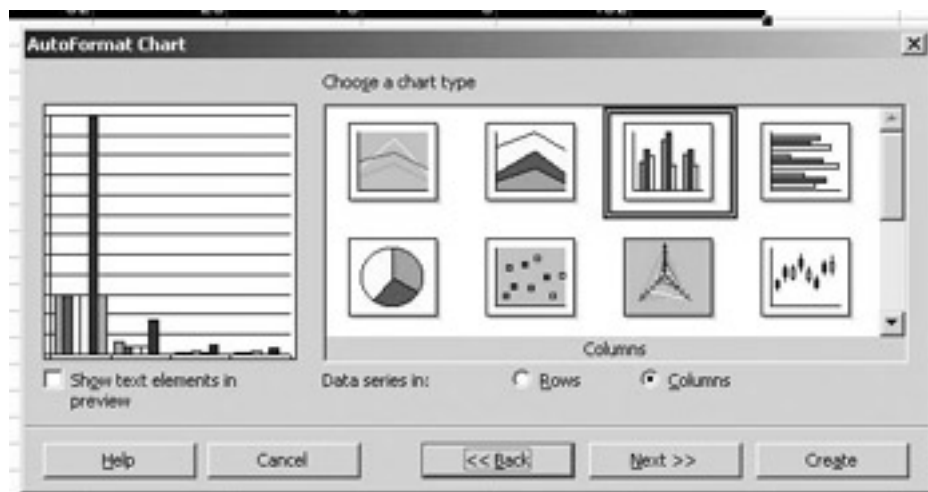 AutoFormat Chart
Choose a chart type
Columns
Show text elements in
preview
Data series in:
Rows
Columns
Help
Cancel
<< Back
Next >>
Create